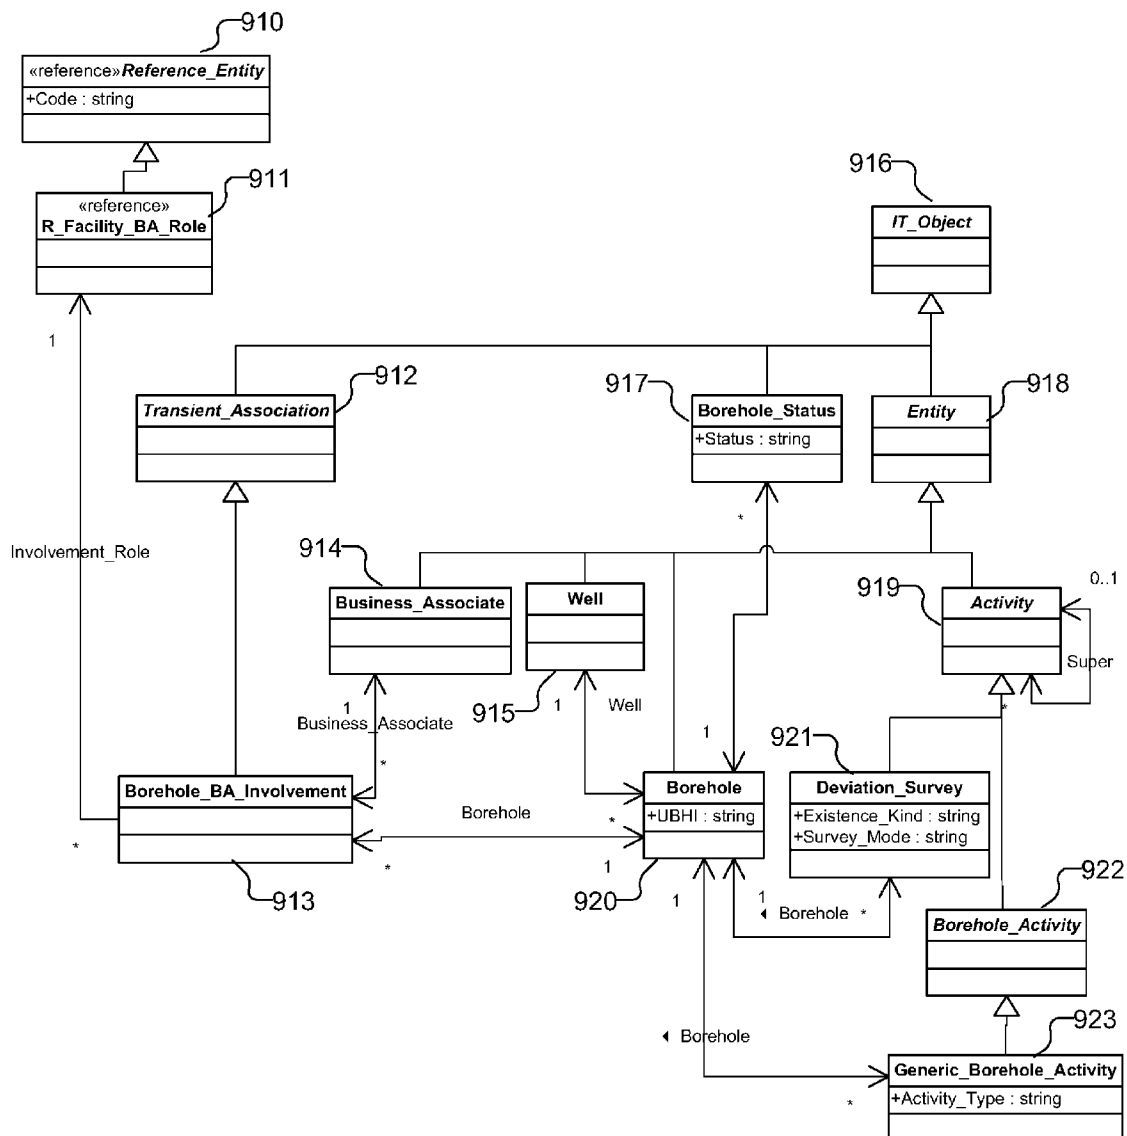 910
«reference»Reference_Entity
+Code : string
911
«reference»
R_Facility_BA_Role
916
IT_Object
1
912
Transient_Association
917
Borehole_Status
+Status : string
918
Entity
*
Involvement_Role
914
Business_Associate
Well
919
Activity
0..1
Super
1
Business_Associate
915
1
Well
*
1
*
921
Borehole_BA_Involvement
Borehole
+UBHI : string
Deviation_Survey
+Existence_Kind : string
+Survey_Mode : string
Borehole
*
*
*
1
913
920
1
1
Borehole
*
922
Borehole_Activity
923
Borehole
Generic_Borehole_Activity
+Activity_Type : string
*